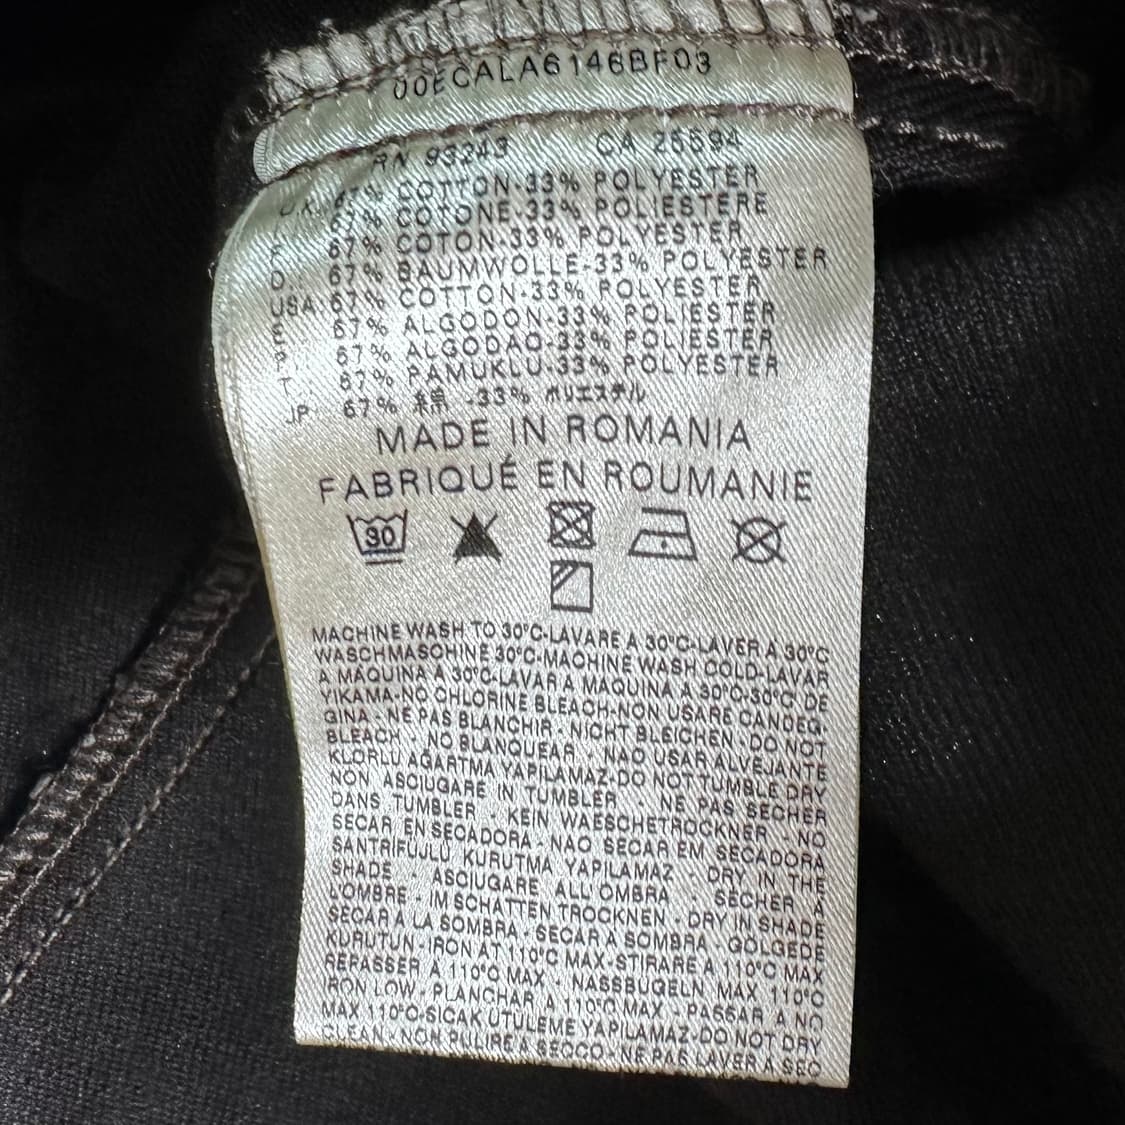 00ECALA6146BF03
RN 93243 CA 25594
U.K.: 67% COTTON-33% POLYESTER
67% COTONE-33% POLIESTERE
F 67% COTON-33% POLYESTER
D.: 67% BAUMWOLLE-33% POLYESTER
USA: 67% COTTON-33% POLYESTER
E 67% ALGODON-33% POLIESTER
P. 67% ALGODAO-33% POLIESTER
T. 67% PAMUKLU-33% POLYESTER
JP 67% 綿 -33% ポリエステル
MADE IN ROMANIA
FABRIQUÉ EN ROUMANIE
30
MACHINE WASH TO 30°C-LAVARE A 30°C-LAVER Á 30°C
WASCHMASCHINE 30°C-MACHINE WASH COLD-LAVAR
A MAQUINA A 30°C-LAVAR A MAQUINA A 30°C-30°C DE
YIKAMA-NO CHLORINE BLEACH-NON USARE CANDEG-
GINA - NE PAS BLANCHIR - NICHT BLEICHEN - DO NOT
BLEACH - NO BLANQUEAR - NAO USAR ALVEJANTE
KLORLU AGARTMA YAPILAMAZ-DO NOT TUMBLE DRY
NON ASCIUGARE IN TUMBLER - NE PAS SECHER
DANS TUMBLER - KEIN WAESCHETROCKNER - NO
SECAR EN SECADORA - NAO SECAR EM SECADORA
SANTRIFUJLU KURUTMA YAPILAMAZ - DRY IN THE
SHADE - ASCIUGARE ALL'OMBRA - SÉCHER Á
L'OMBRE - IM SCHATTEN TROCKNEN - DRY IN SHADE
SECAR A LA SOMBRA - SECAR A SOMBRA - GÖLGEDE
KURUTUN-IRON AT 110°C MAX-STIRARE A 110°C MAX
REPASSER Á 110°C MAX - NASSBUGELN MAX 110°C
IRON LOW - PLANCHAR A 110°C MAX - PASSAR A NO
MAX 110°C-SICAK UTULEME YAPILAMAZ-DO NOT DRY
CLEAN - NON PULIRE A SECCO - NE PAS LAVER A SEC